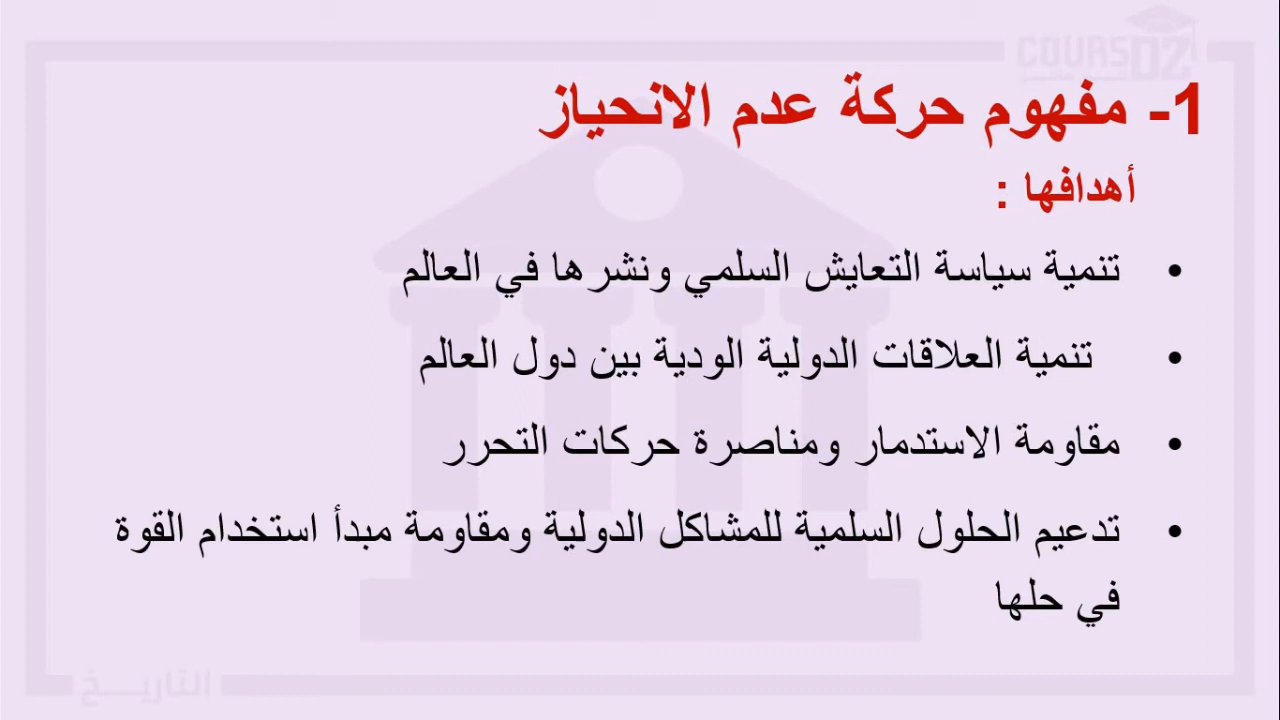 COURSDZ
1- مفهوم حركة عدم الانحياز
أهدافها :
• تنمية سياسة التعايش السلمي ونشرها في العالم
• تنمية العلاقات الدولية الودية بين دول العالم
• مقاومة الاستدمار ومناصرة حركات التحرر
• تدعيم الحلول السلمية للمشاكل الدولية ومقاومة مبدأ استخدام القوة
في حلها
التاريخ